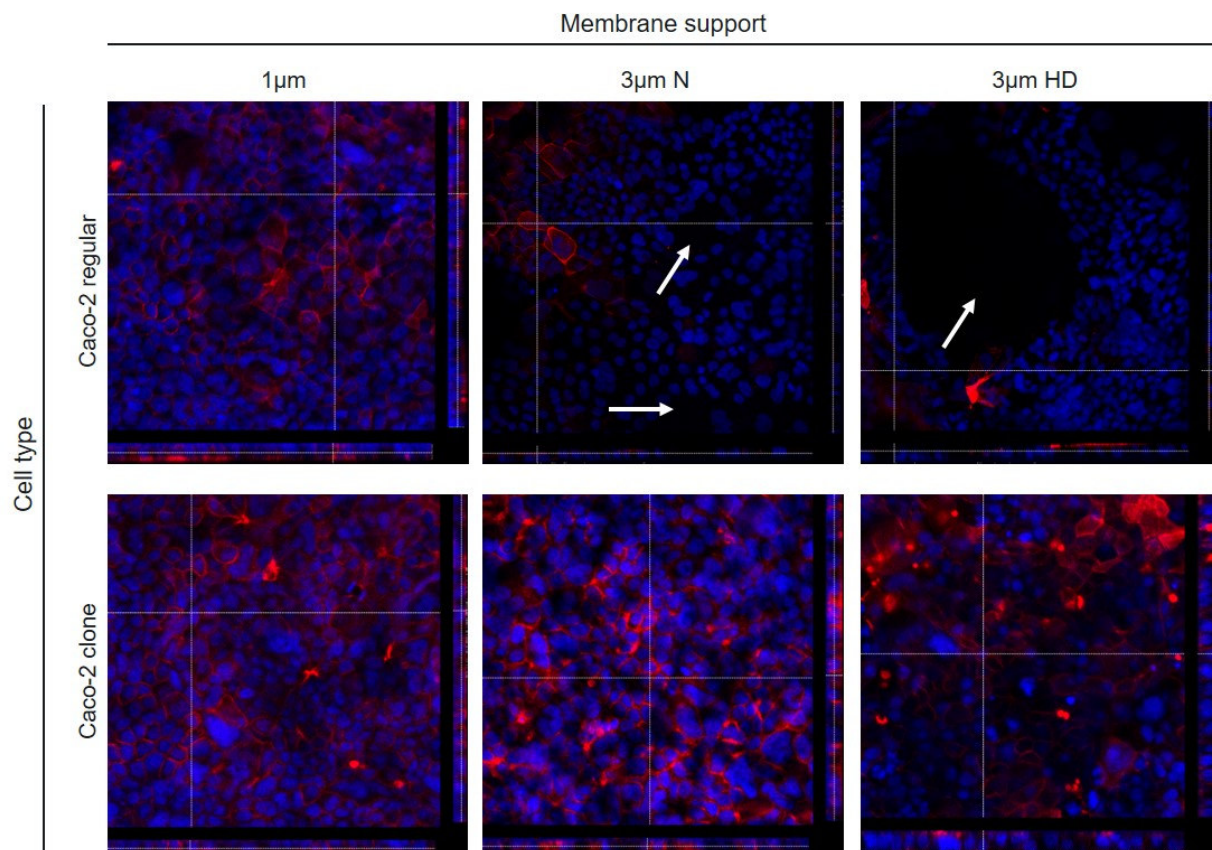 Membrane support
1µm
3µm N
3µm HD
Cell type
Caco-2 regular
Caco-2 clone